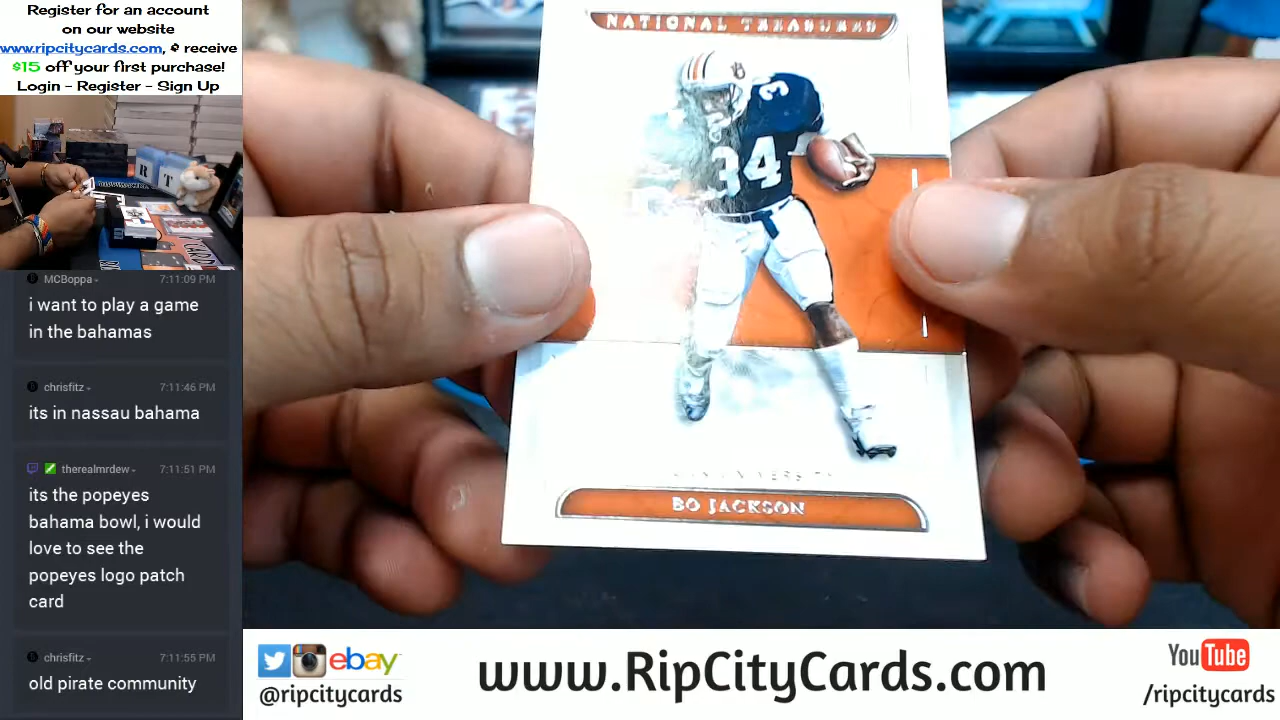 Register for an account
on our website
www.ripcitycards.com, & receive
$15 off your first purchase!
Login - Register - Sign Up
R T
MCBoppa
7:11:09 PM
i want to play a game
in the bahamas
chrisfitz
7:11:46 PM
its in nassau bahama
therealmrdew
7:11:51 PM
its the popeyes
bahama bowl, i would
love to see the
popeyes logo patch
card
chrisfitz
7:11:55 PM
old pirate community
NATIONAL TREASURES
34
BO JACKSON
ebay
@ripcitycards
www.RipCityCards.com
YouTube
/ripcitycards